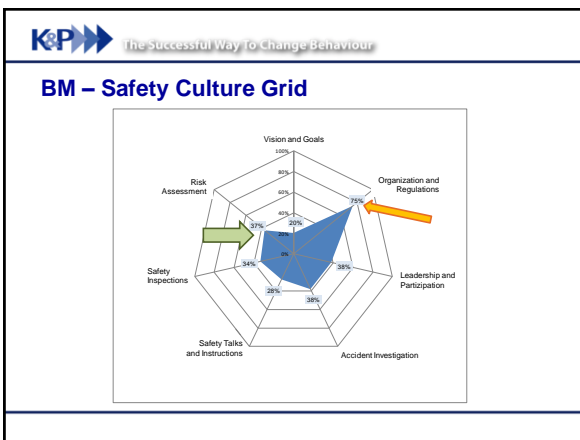 K&P
The Successful Way To Change Behaviour
BM – Safety Culture Grid
Vision and Goals
100%
80%
60%
40%
20%
0%
20%
Organization and
Regulations
75%
Leadership and
Partizipation
38%
Accident Investigation
38%
Safety Talks
and Instructions
28%
Safety
Inspections
34%
Risk
Assessment
37%